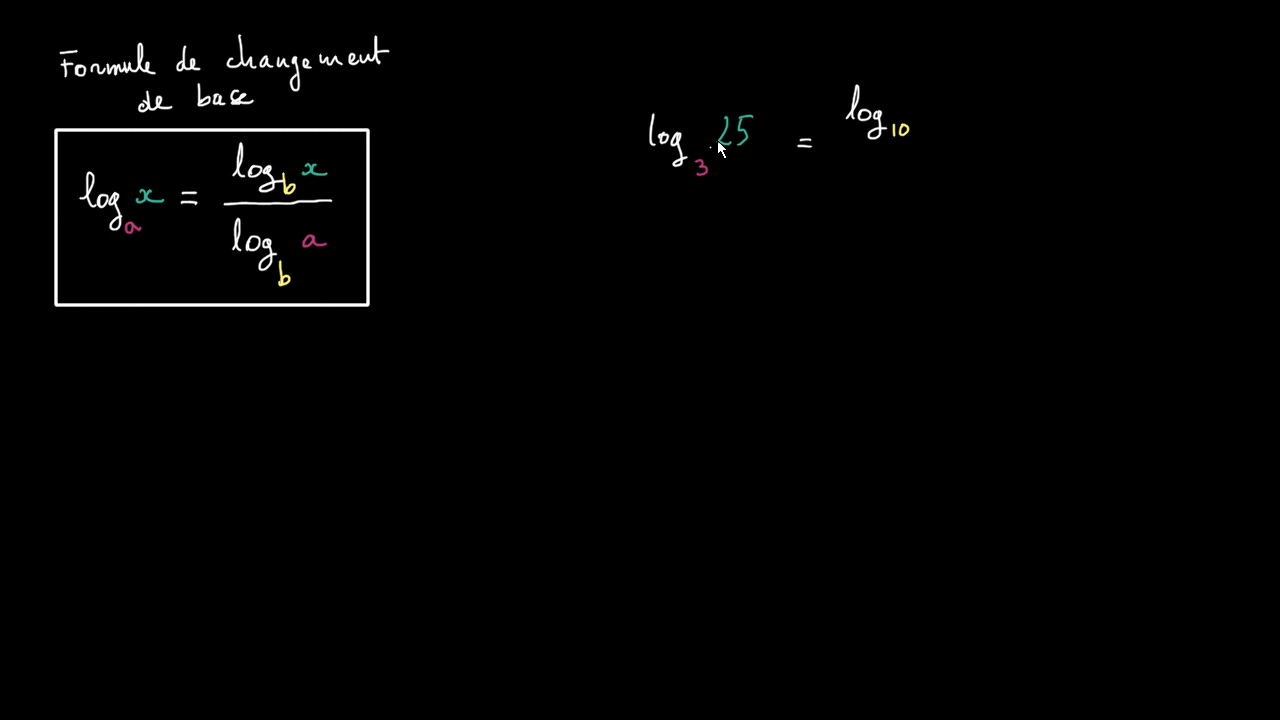 Formule de changement
de base
log_a x = log_b x / log_b a
log_3 25 = log_10